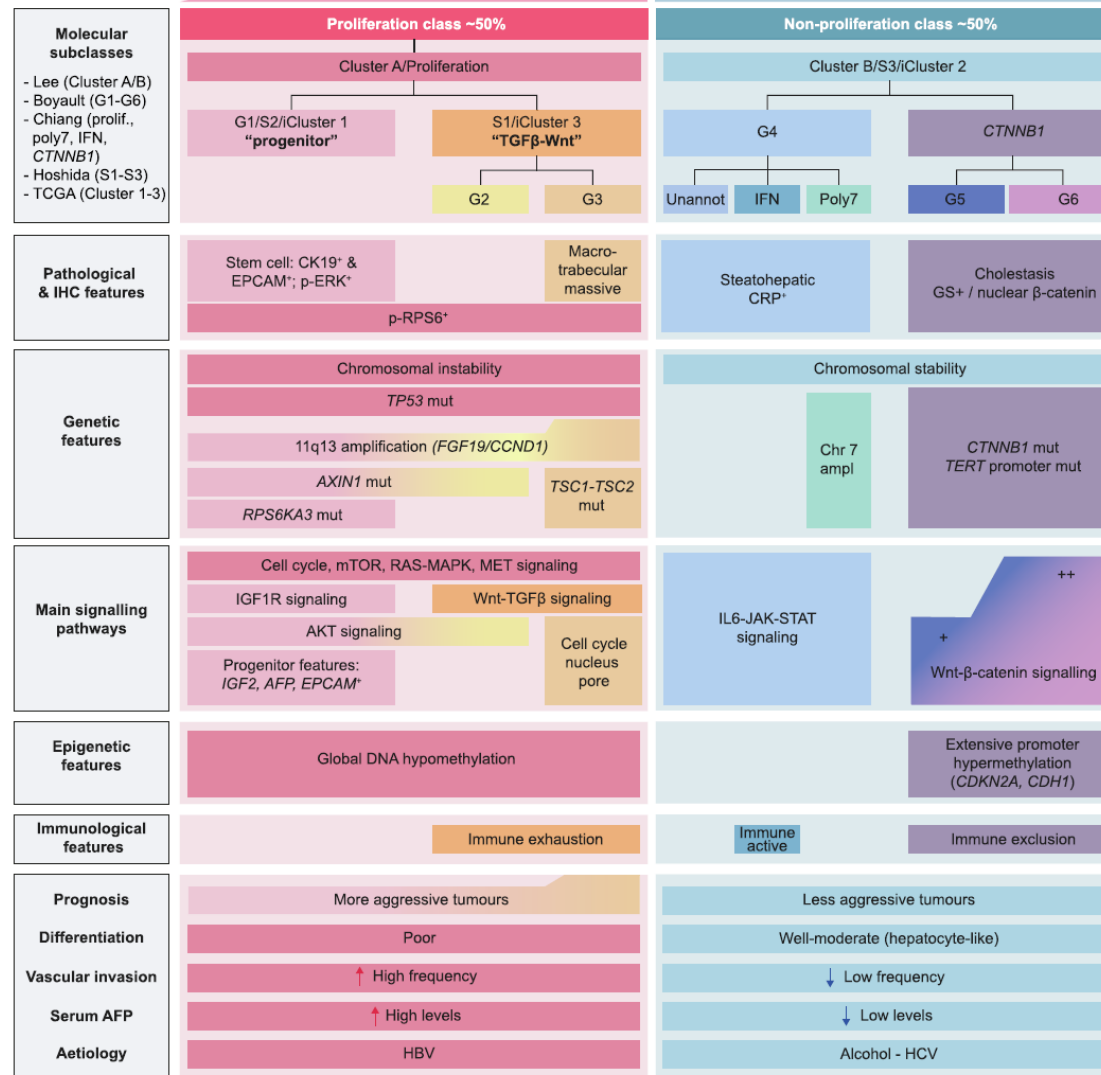 Molecular
subclasses
- Lee (Cluster A/B)
- Boyault (G1-G6)
- Chiang (prolif.,
poly7, IFN,
CTNNB1)
- Hoshida (S1-S3)
- TCGA (Cluster 1-3)
Proliferation class ~50%
Cluster A/Proliferation
G1/S2/iCluster 1
“progenitor”
S1/iCluster 3
“TGFβ-Wnt”
G2
G3
Non-proliferation class ~50%
Cluster B/S3/iCluster 2
G4
CTNNB1
Unannot
IFN
Poly7
G5
G6
Pathological
& IHC features
Stem cell: CK19⁺ &
EPCAM⁺; p-ERK⁺
Macro-
trabecular
massive
p-RPS6⁺
Steatohepatic
CRP⁺
Cholestasis
GS+ / nuclear β-catenin
Genetic
features
Chromosomal instability
TP53 mut
11q13 amplification (FGF19/CCND1)
AXIN1 mut
RPS6KA3 mut
TSC1-TSC2
mut
Chromosomal stability
Chr 7
ampl
CTNNB1 mut
TERT promoter mut
Main signalling
pathways
Cell cycle, mTOR, RAS-MAPK, MET signaling
IGF1R signaling
Wnt-TGFβ signaling
AKT signaling
Progenitor features:
IGF2, AFP, EPCAM⁺
Cell cycle
nucleus
pore
IL6-JAK-STAT
signaling
++
+
Wnt-β-catenin signalling
Epigenetic
features
Global DNA hypomethylation
Extensive promoter
hypermethylation
(CDKN2A, CDH1)
Immunological
features
Immune exhaustion
Immune
active
Immune exclusion
Prognosis
More aggressive tumours
Less aggressive tumours
Differentiation
Poor
Well-moderate (hepatocyte-like)
Vascular invasion
↑ High frequency
↓ Low frequency
Serum AFP
↑ High levels
↓ Low levels
Aetiology
HBV
Alcohol - HCV